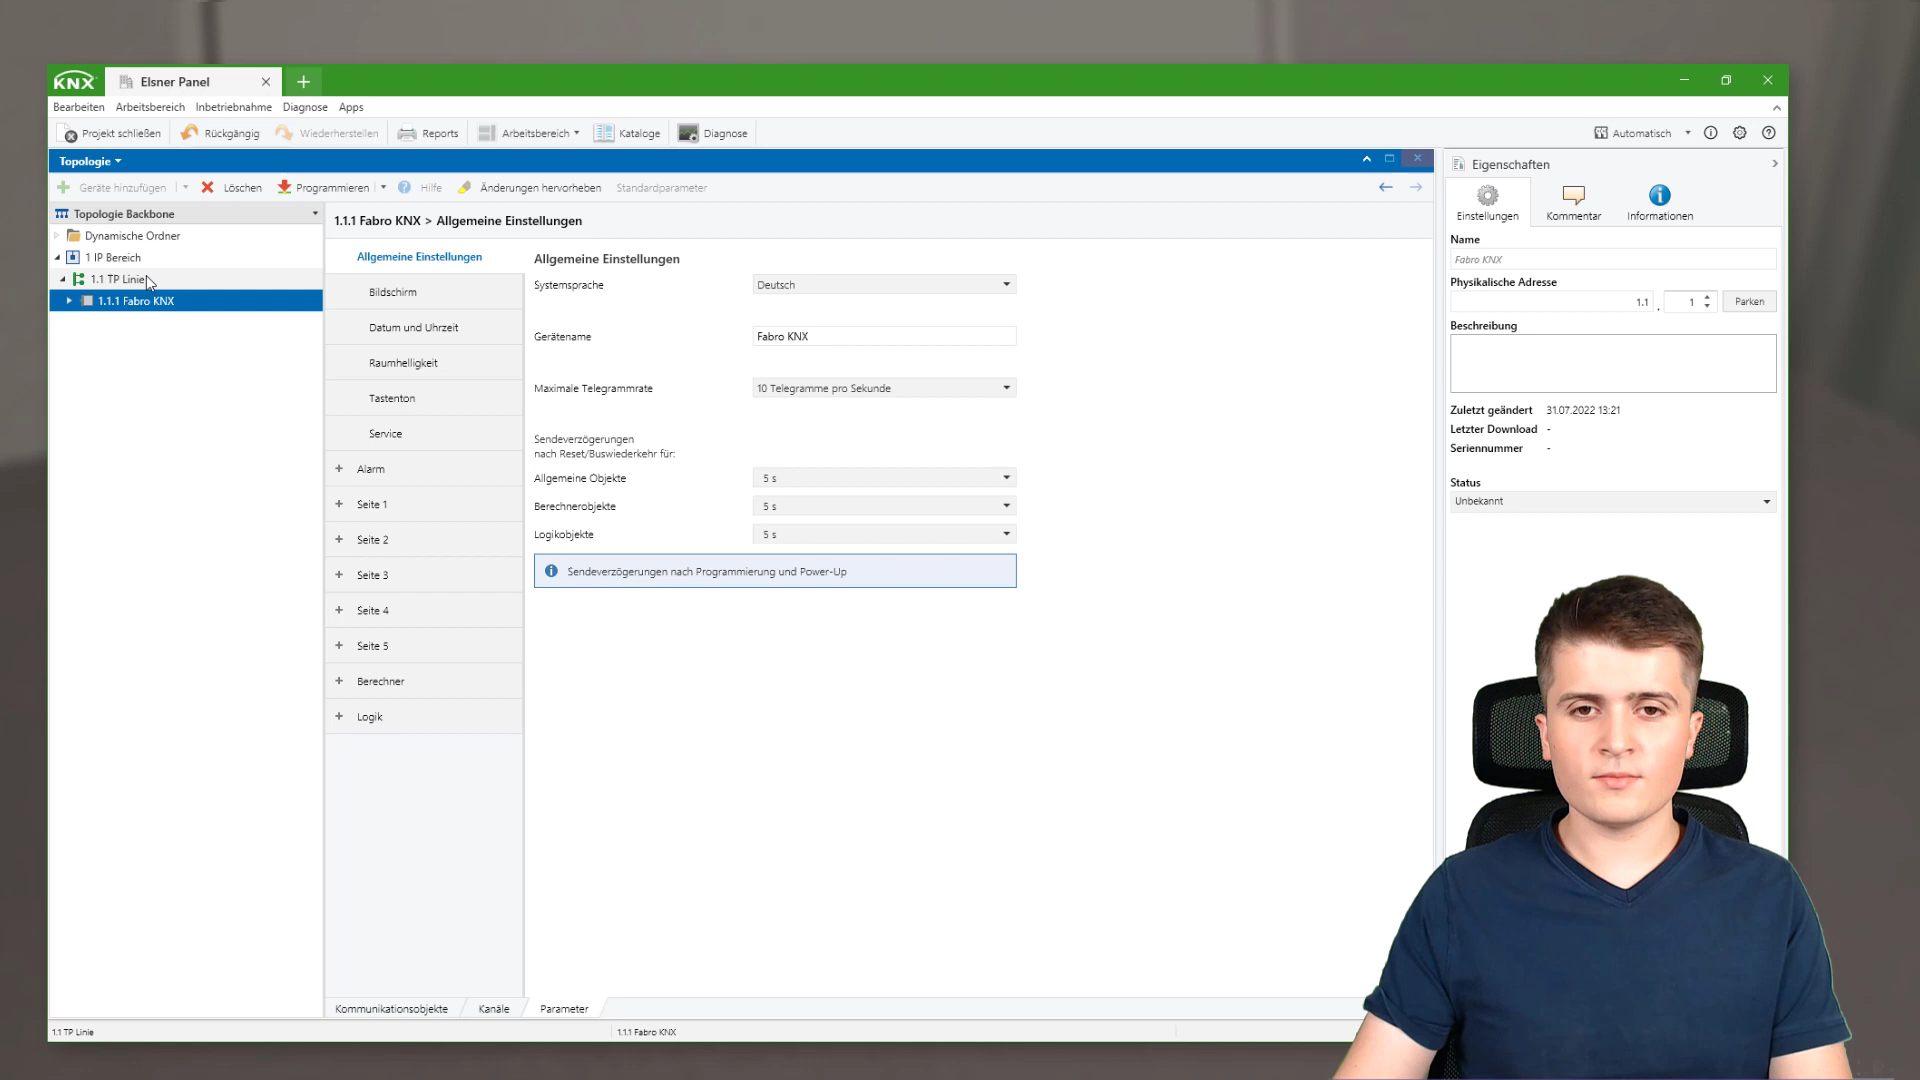 KNX Elsner Panel
Bearbeiten Arbeitsbereich Inbetriebnahme Diagnose Apps
Projekt schließen Rückgängig Wiederherstellen Reports Arbeitsbereich Kataloge Diagnose Automatisch
Topologie
Geräte hinzufügen Löschen Programmieren Hilfe Änderungen hervorheben Standardparameter
Topologie Backbone
Dynamische Ordner
1 IP Bereich
1.1 TP Linie
1.1.1 Fabro KNX
1.1.1 Fabro KNX > Allgemeine Einstellungen
Allgemeine Einstellungen
Bildschirm
Datum und Uhrzeit
Raumhelligkeit
Tastenton
Service
+ Alarm
+ Seite 1
+ Seite 2
+ Seite 3
+ Seite 4
+ Seite 5
+ Berechner
+ Logik
Allgemeine Einstellungen
Systemsprache Deutsch
Gerätename Fabro KNX
Maximale Telegrammrate 10 Telegramme pro Sekunde
Sendeverzögerungen
nach Reset/Buswiederkehr für:
Allgemeine Objekte 5 s
Berechnerobjekte 5 s
Logikobjekte 5 s
Sendeverzögerungen nach Programmierung und Power-Up
Kommunikationsobjekte Kanäle Parameter
Eigenschaften
Einstellungen Kommentar Informationen
Name
Fabro KNX
Physikalische Adresse
1.1 . 1 Parken
Beschreibung
Zuletzt geändert 31.07.2022 13:21
Letzter Download -
Seriennummer -
Status
Unbekannt
1.1 TP Linie 1.1.1 Fabro KNX